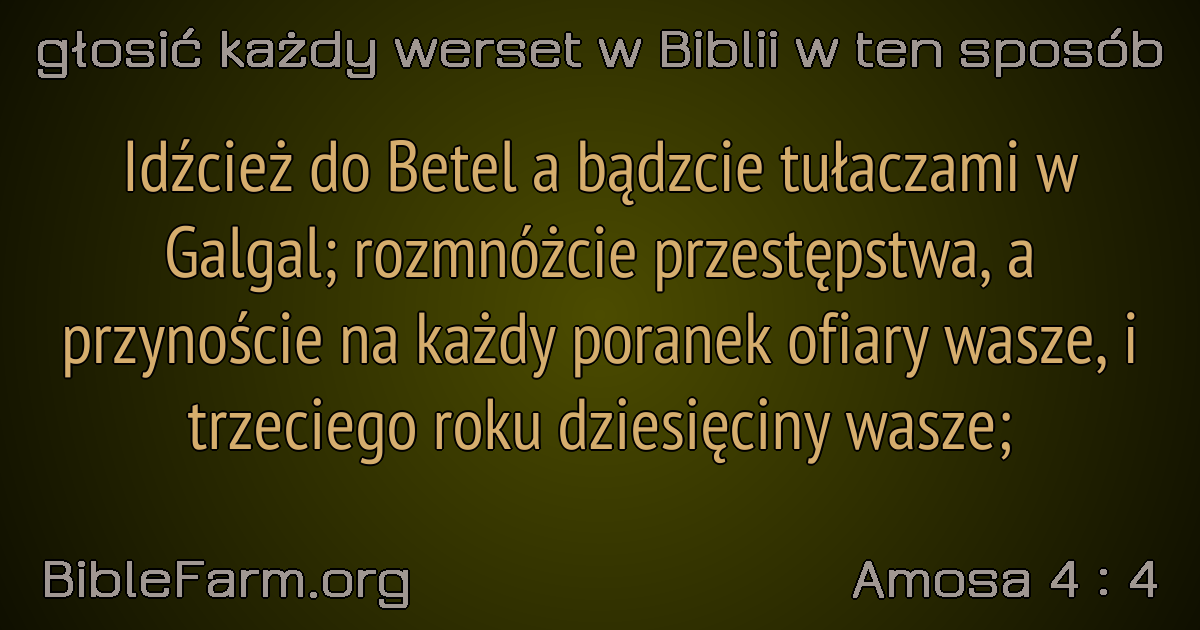 głosić każdy werset w Biblii w ten sposób
Idźcież do Betel a bądzcie tułaczami w
Galgal; rozmnóżcie przestępstwa, a
przynoście na każdy poranek ofiary wasze, i
trzeciego roku dziesięciny wasze;
BibleFarm.org
Amosa 4 : 4